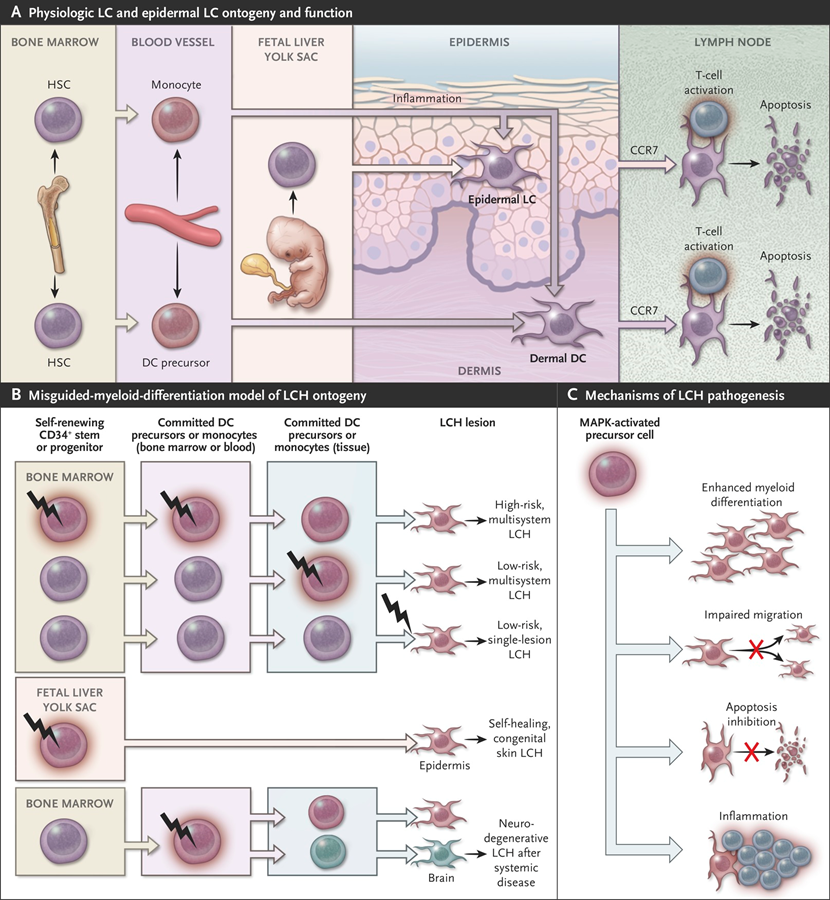 A Physiologic LC and epidermal LC ontogeny and function
BONE MARROW
BLOOD VESSEL
FETAL LIVER
YOLK SAC
EPIDERMIS
LYMPH NODE
HSC
Monocyte
Inflammation
T-cell
activation
Apoptosis
CCR7
Epidermal LC
T-cell
activation
Apoptosis
CCR7
HSC
DC precursor
Dermal DC
DERMIS
B Misguided-myeloid-differentiation model of LCH ontogeny
Self-renewing
CD34+ stem
or progenitor
Committed DC
precursors or monocytes
(bone marrow or blood)
Committed DC
precursors or
monocytes (tissue)
LCH lesion
BONE MARROW
High-risk,
multisystem
LCH
Low-risk,
multisystem
LCH
Low-risk,
single-lesion
LCH
FETAL LIVER
YOLK SAC
Epidermis
Self-healing,
congenital
skin LCH
BONE MARROW
Brain
Neuro-
degenerative
LCH after
systemic
disease
C Mechanisms of LCH pathogenesis
MAPK-activated
precursor cell
Enhanced myeloid
differentiation
Impaired migration
Apoptosis
inhibition
Inflammation